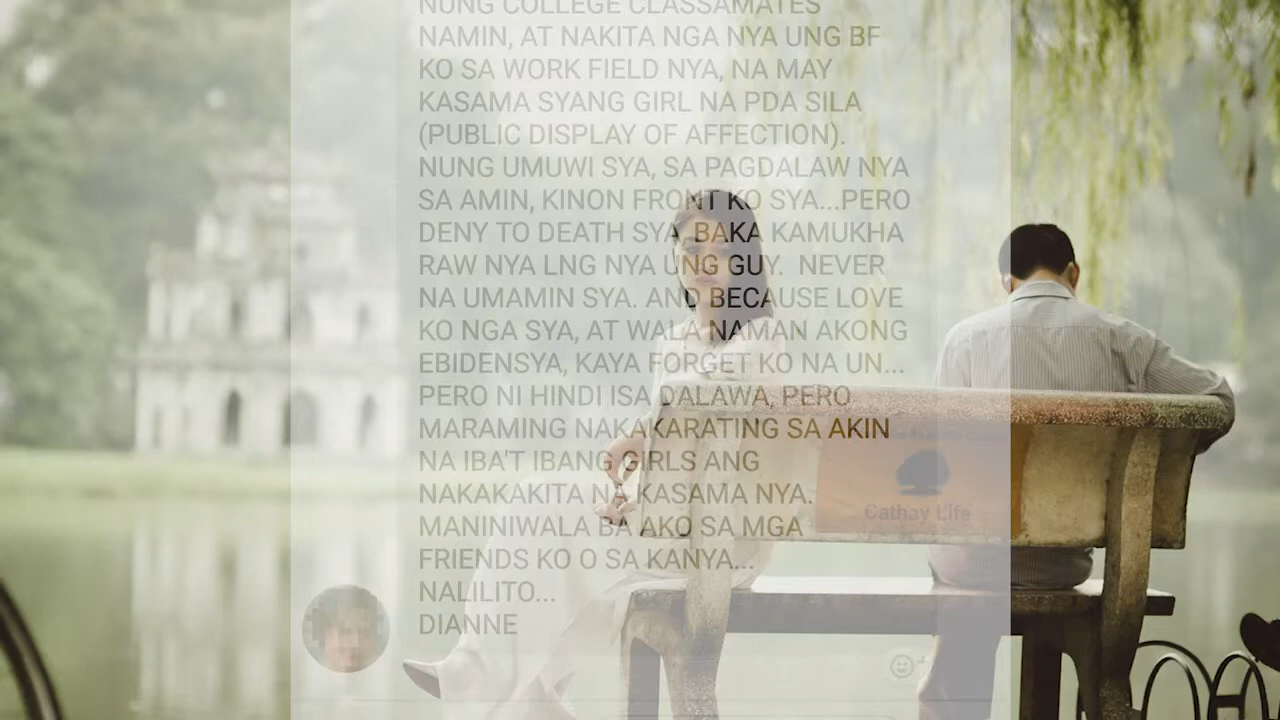 NUNG COLLEGE CLASSAMATES
NAMIN, AT NAKITA NGA NYA UNG BF
KO SA WORK FIELD NYA, NA MAY
KASAMA SYANG GIRL NA PDA SILA
(PUBLIC DISPLAY OF AFFECTION).
NUNG UMUWI SYA, SA PAGDALAW NYA
SA AMIN, KINON FRONT KO SYA...PERO
DENY TO DEATH SYA, BAKA KAMUKHA
RAW NYA LNG NYA UNG GUY. NEVER
NA UMAMIN SYA. AND BECAUSE LOVE
KO NGA SYA, AT WALA NAMAN AKONG
EBIDENSYA, KAYA FORGET KO NA UN...
PERO NI HINDI ISA DALAWA, PERO
MARAMING NAKAKARATING SA AKIN
NA IBA'T IBANG GIRLS ANG
NAKAKAKITA NA KASAMA NYA.
MANINIWALA BA AKO SA MGA
FRIENDS KO O SA KANYA...
NALILITO...
DIANNE
Cathay Life